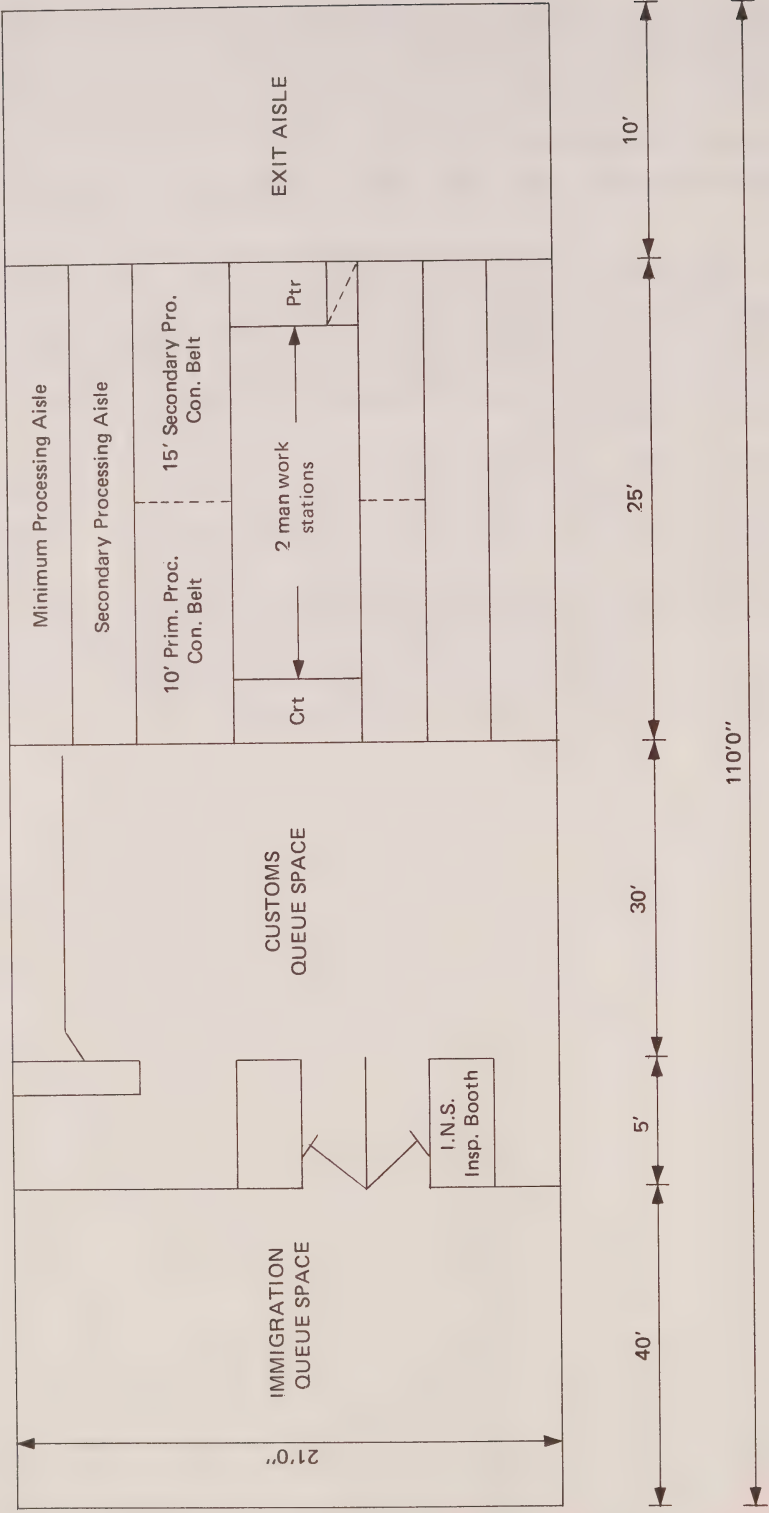 IMMIGRATION
QUEUE SPACE
21'0"
I.N.S.
Insp. Booth
CUSTOMS
QUEUE SPACE
Minimum Processing Aisle
Secondary Processing Aisle
10' Prim. Proc.
Con. Belt
15' Secondary Pro.
Con. Belt
Crt
2 man work
stations
Ptr
EXIT AISLE
40'
5'
30'
25'
10'
110'0"